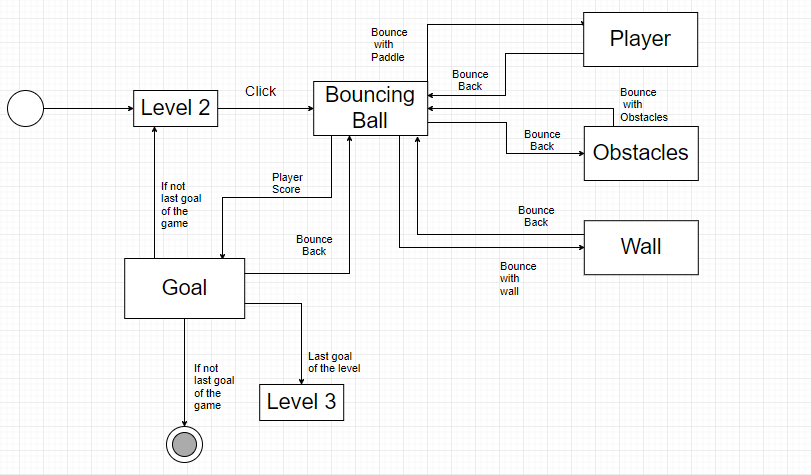 Bounce
with
Paddle
Player
Bounce
Back
Click
Level 2
Bouncing
Ball
Bounce
with
Obstacles
Bounce
Back
Obstacles
Player
Score
If not
last goal
of the
game
Bounce
Back
Bounce
Back
Wall
Bounce
with
wall
Goal
Last goal
of the level
If not
last goal
of the
game
Level 3